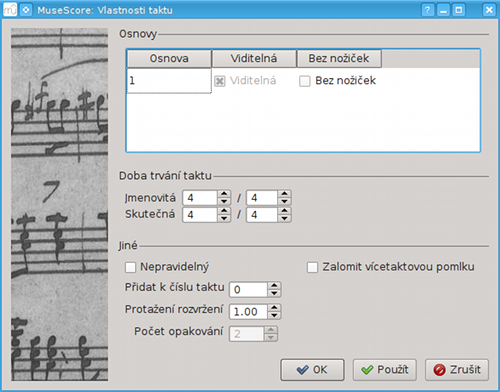 MuseScore: Vlastnosti taktu
Osnovy
Osnova Viditelná Bez nožiček
1 Viditelná Bez nožiček
Doba trvání taktu
Jmenovitá 4 / 4
Skutečná 4 / 4
Jiné
Nepravidelný Zalomit vícetaktovou pomlku
Přidat k číslu taktu 0
Protažení rozvržení 1.00
Počet opakování 2
OK Použít Zrušit